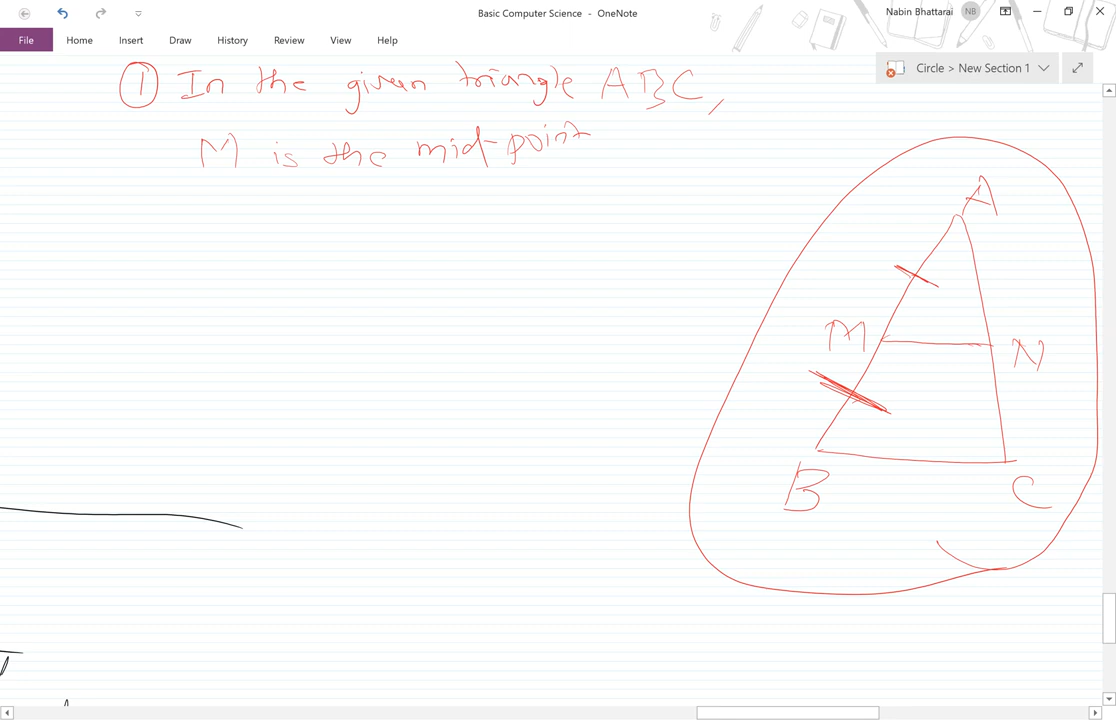 Basic Computer Science - OneNote
Nabin Bhattarai NB
File Home Insert Draw History Review View Help
Circle > New Section 1
1 In the given triangle ABC,
M is the mid-point
A
M
N
B
C